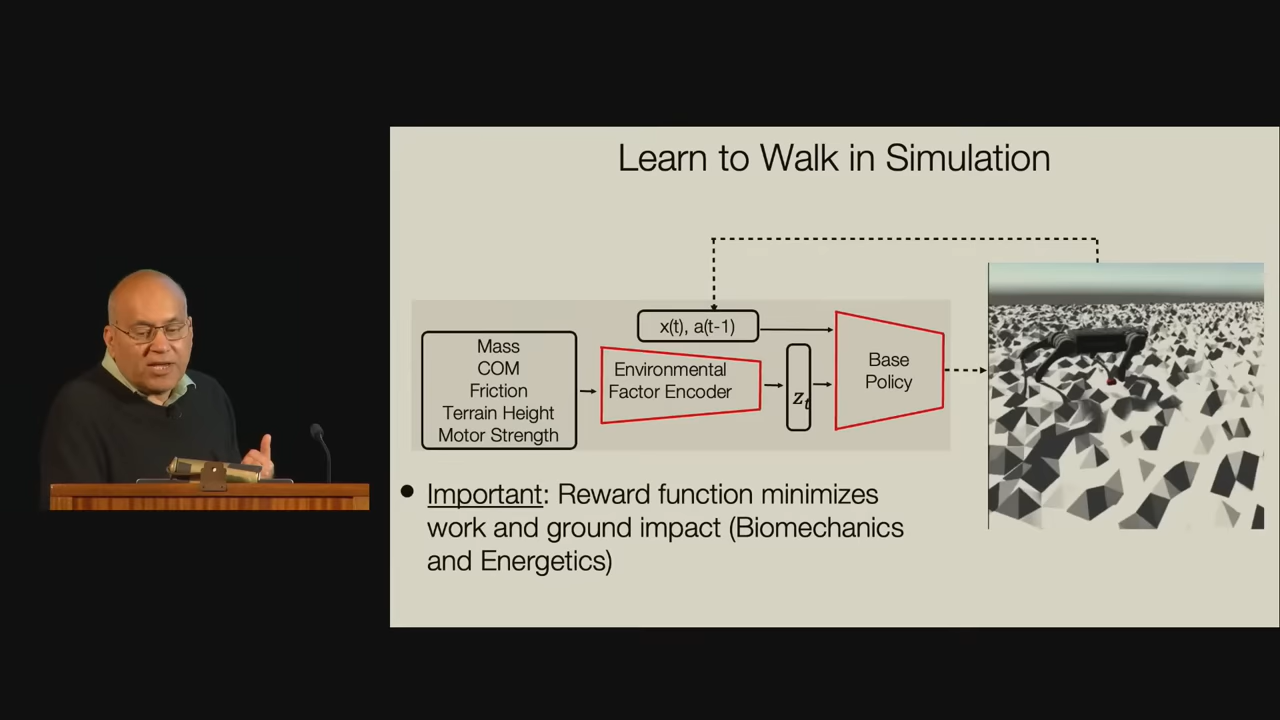 Learn to Walk in Simulation
x(t), a(t-1)
Mass
COM
Friction
Terrain Height
Motor Strength
Environmental
Factor Encoder
z_t
Base
Policy
• Important: Reward function minimizes
work and ground impact (Biomechanics
and Energetics)